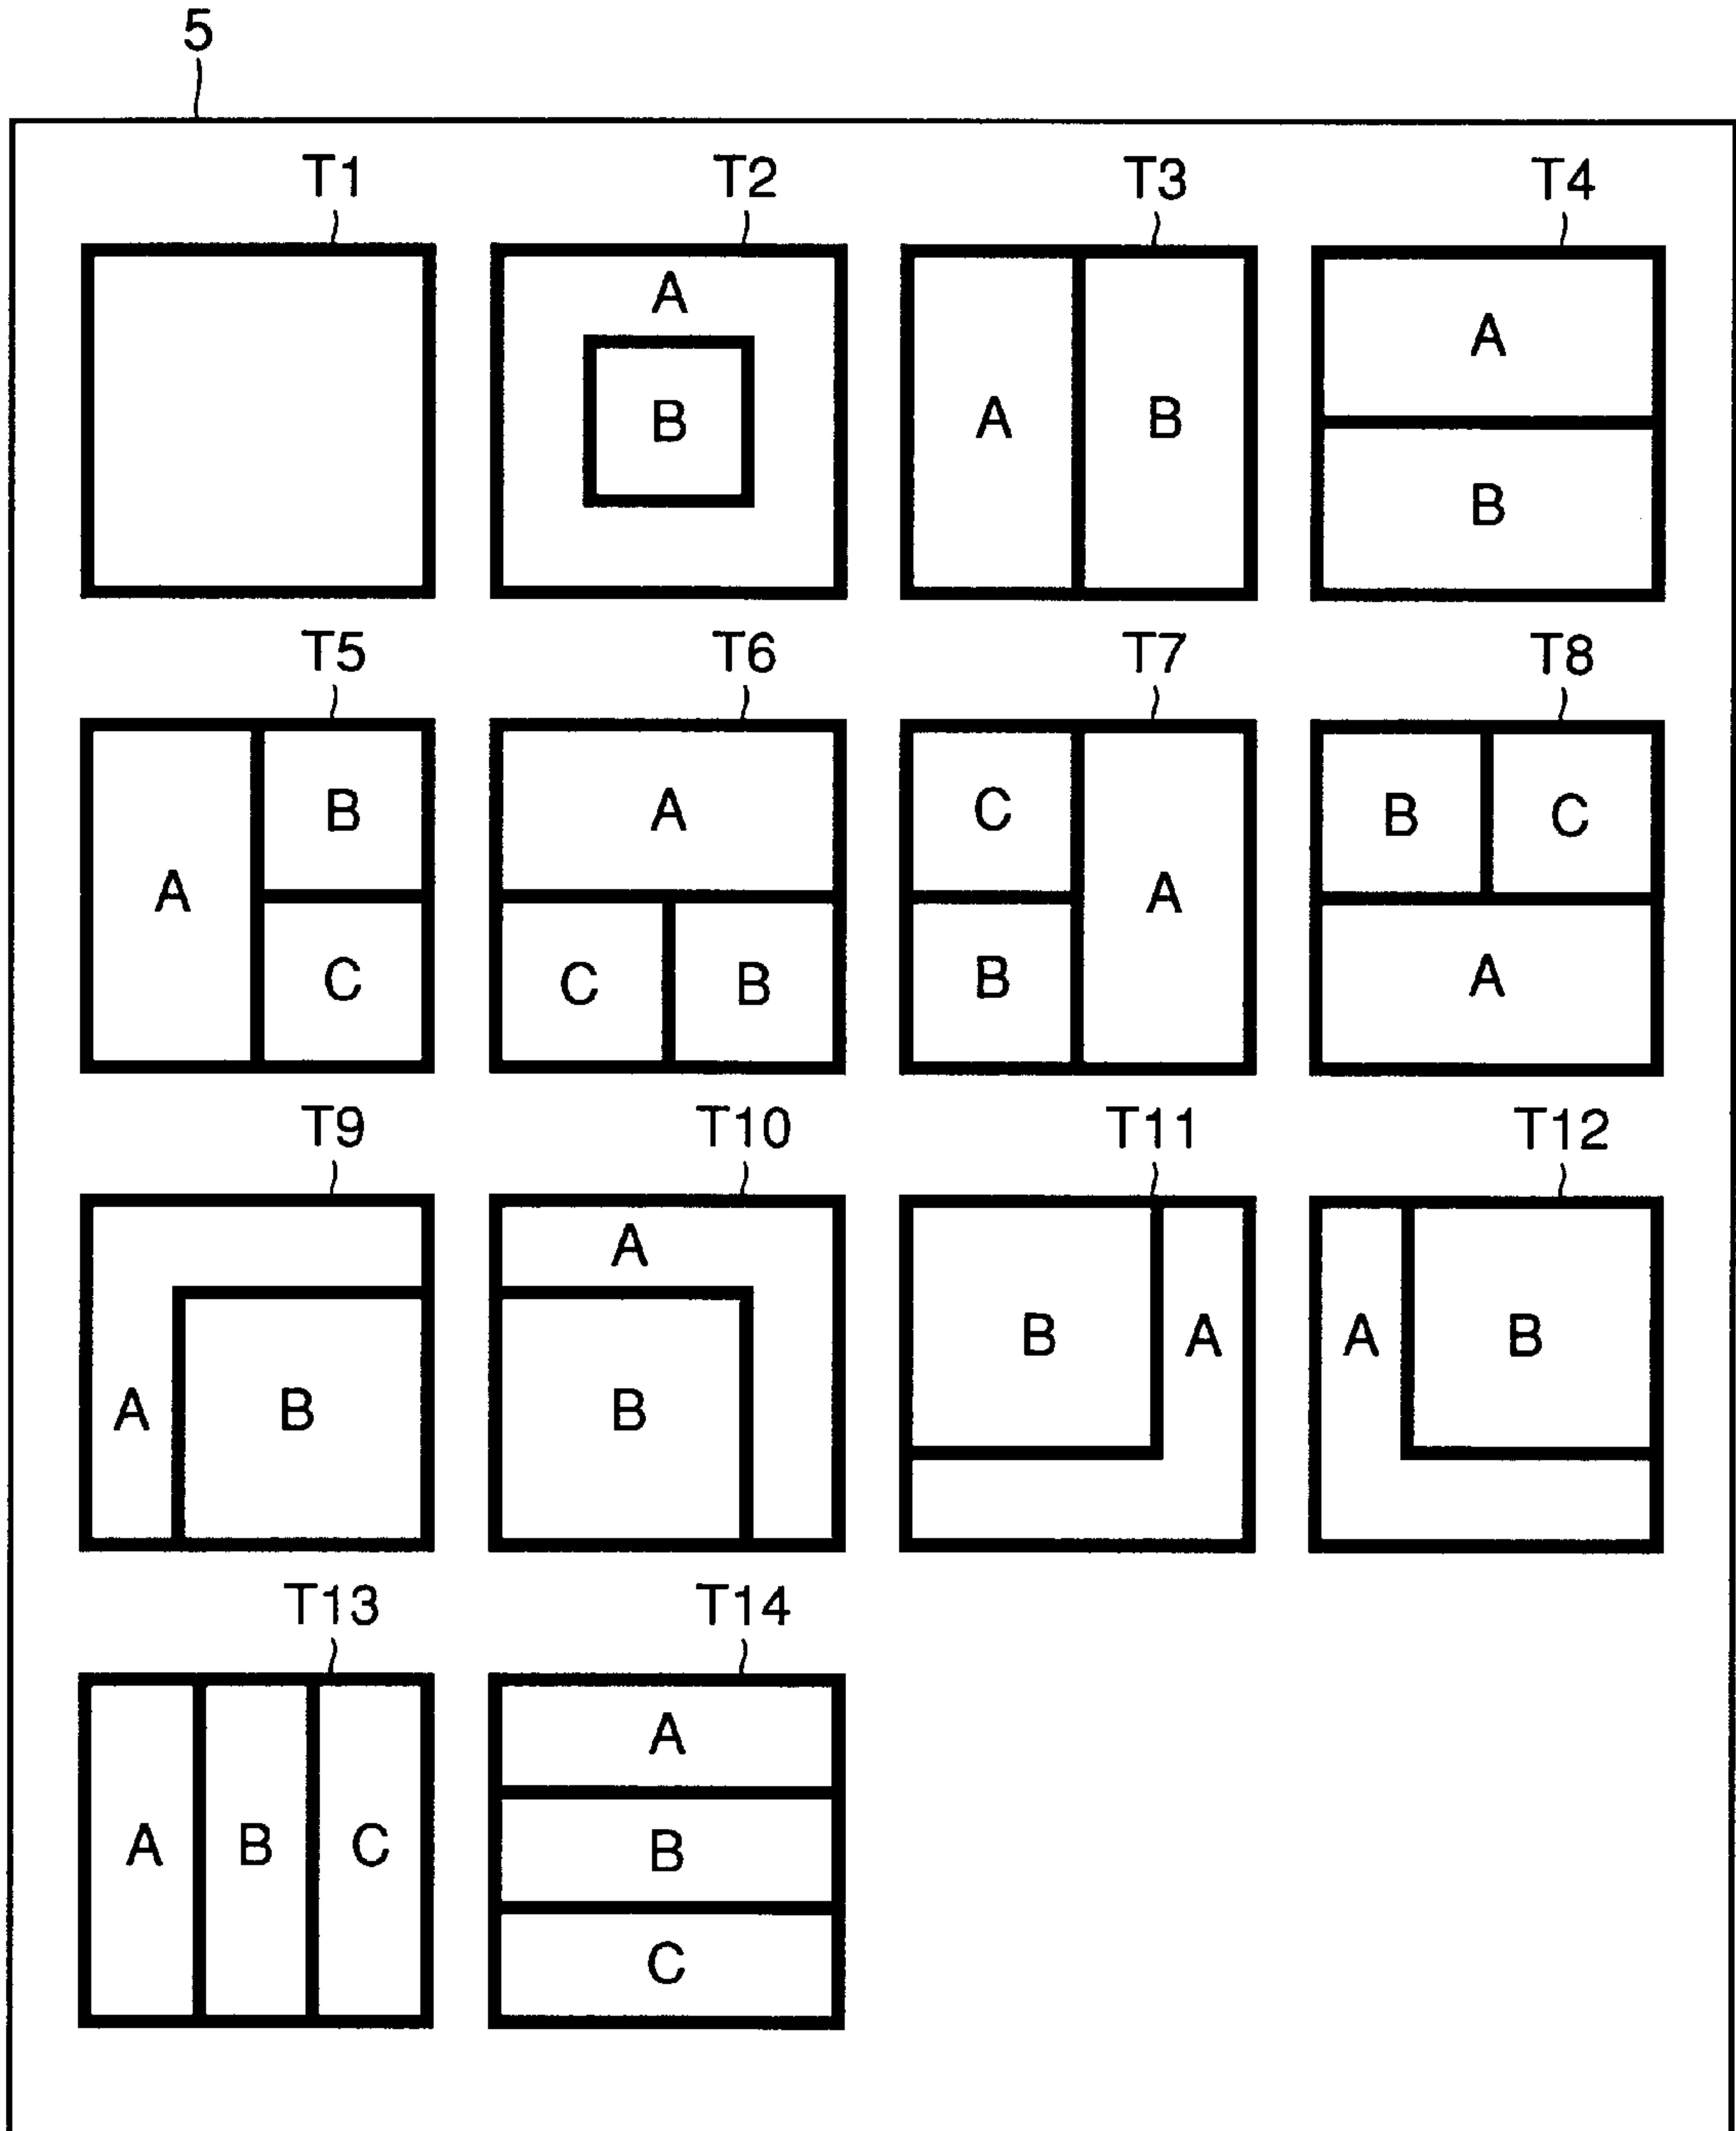 5
T1 T2 T3 T4
A
A
B A B
B
T5 T6 T7 T8
B A C B C
A A
C C B B A
T9 T10 T11 T12
A
B A A B
A B B
T13 T14
A
A B C B
C